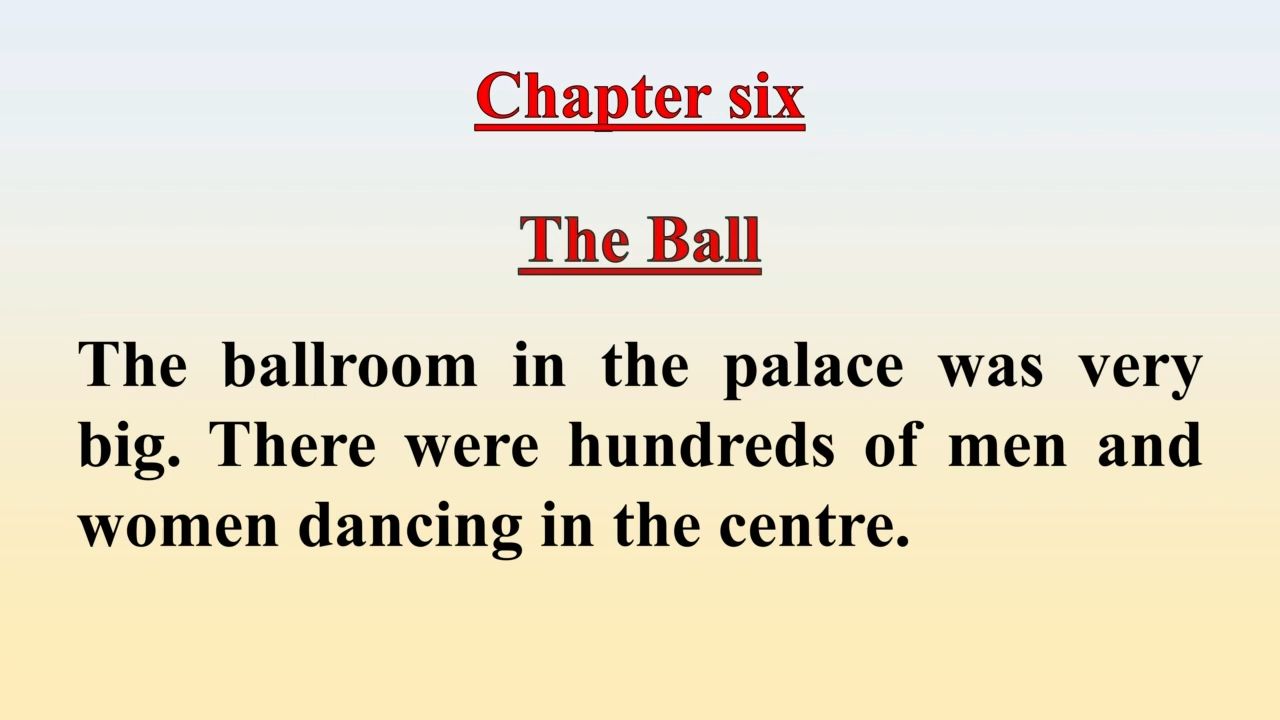 Chapter six
The Ball
The ballroom in the palace was very
big. There were hundreds of men and
women dancing in the centre.